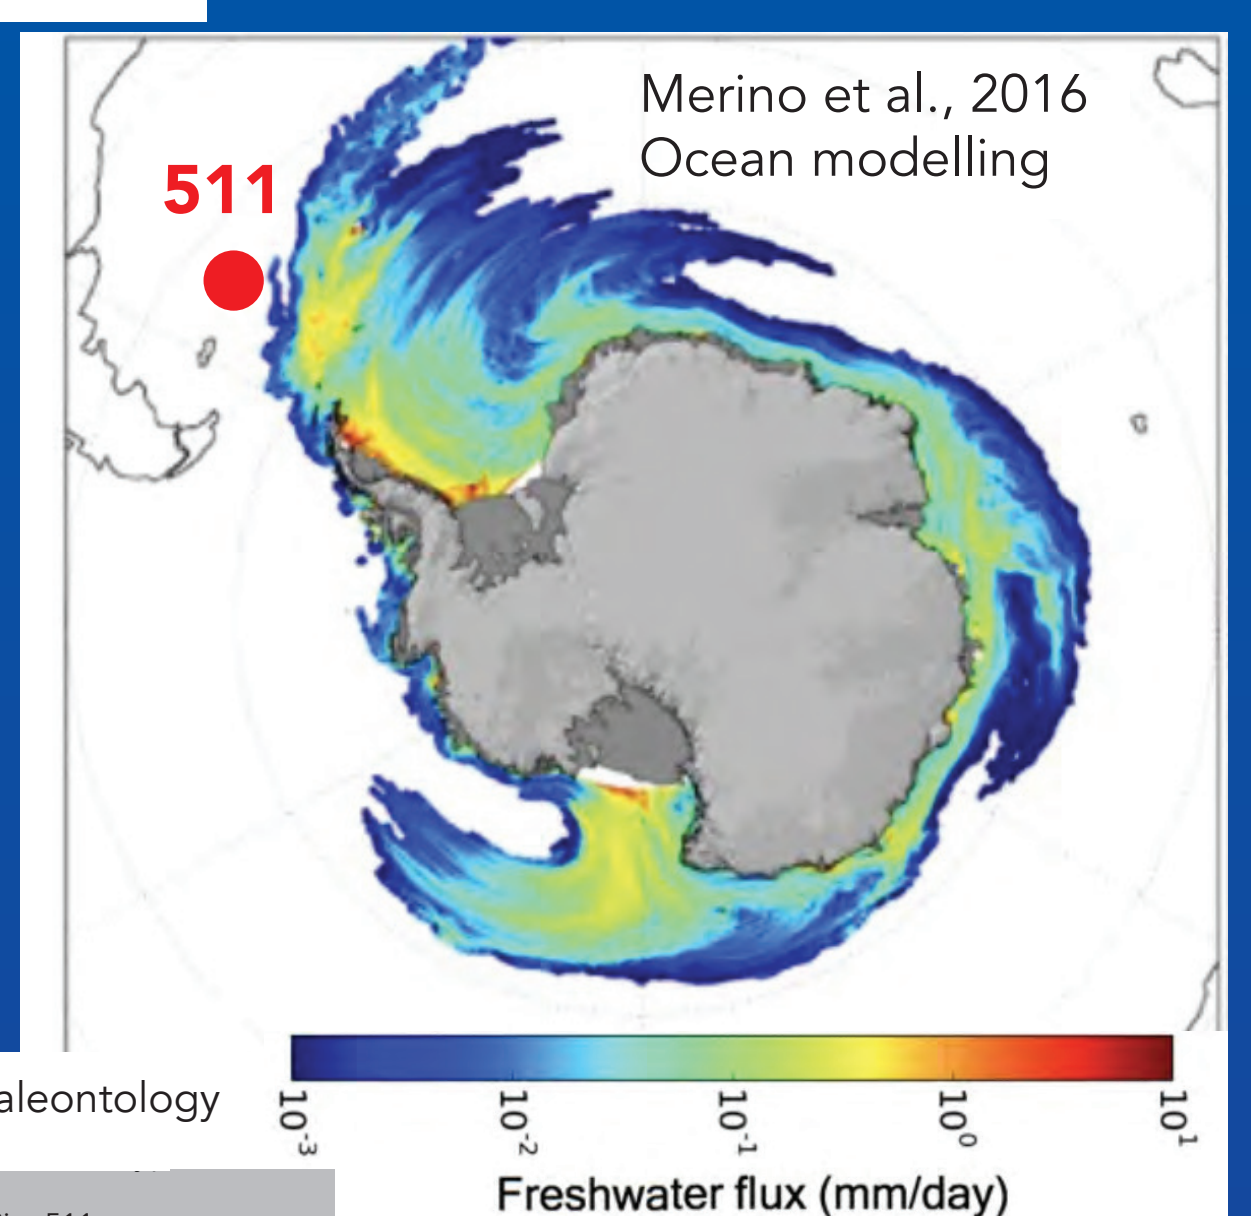 Merino et al., 2016
Ocean modelling
511
10⁻³ 10⁻² 10⁻¹ 10⁰ 10¹
aleontology
Freshwater flux (mm/day)
511